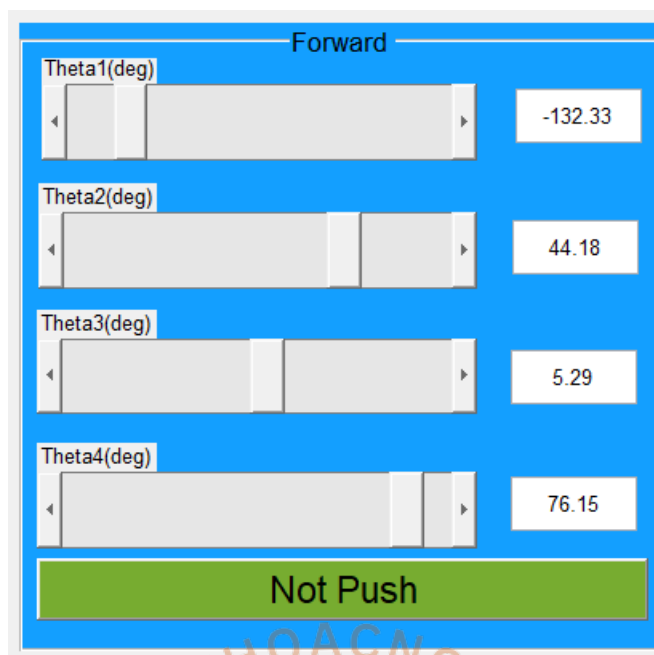 Forward
Theta1(deg)
-132.33
Theta2(deg)
44.18
Theta3(deg)
5.29
Theta4(deg)
76.15
Not Push
HOACNG